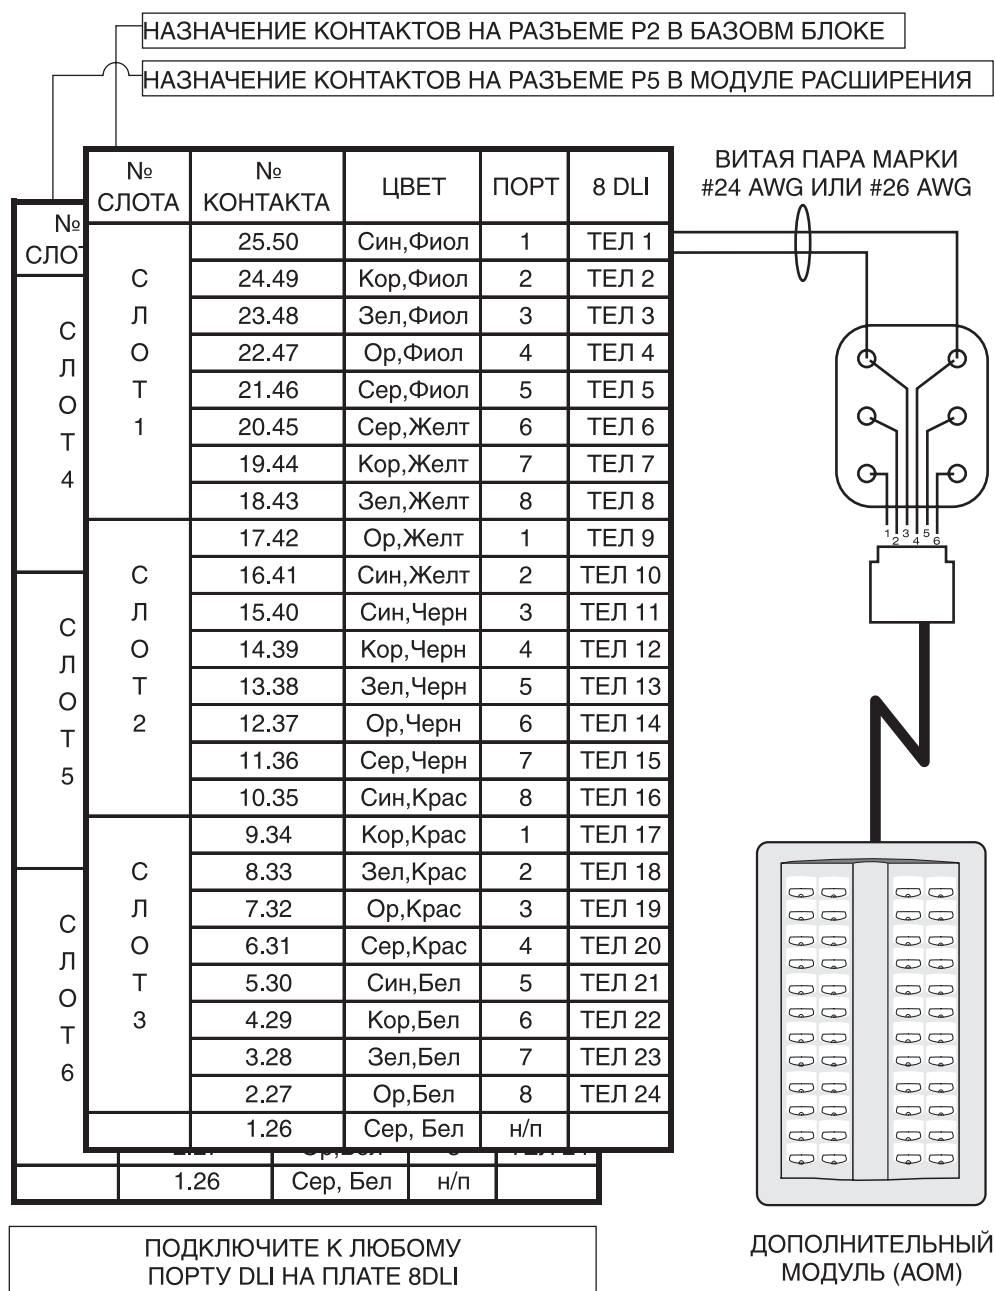 НАЗНАЧЕНИЕ КОНТАКТОВ НА РАЗЪЕМЕ P2 В БАЗОВМ БЛОКЕ
НАЗНАЧЕНИЕ КОНТАКТОВ НА РАЗЪЕМЕ P5 В МОДУЛЕ РАСШИРЕНИЯ
ВИТАЯ ПАРА МАРКИ
#24 AWG ИЛИ #26 AWG
№ СЛОТА № КОНТАКТА ЦВЕТ ПОРТ 8 DLI
СЛОТ 1
25.50 Син,Фиол 1 ТЕЛ 1
24.49 Кор,Фиол 2 ТЕЛ 2
23.48 Зел,Фиол 3 ТЕЛ 3
22.47 Ор,Фиол 4 ТЕЛ 4
21.46 Сер,Фиол 5 ТЕЛ 5
20.45 Сер,Желт 6 ТЕЛ 6
19.44 Кор,Желт 7 ТЕЛ 7
18.43 Зел,Желт 8 ТЕЛ 8
СЛОТ 2
17.42 Ор,Желт 1 ТЕЛ 9
16.41 Син,Желт 2 ТЕЛ 10
15.40 Син,Черн 3 ТЕЛ 11
14.39 Кор,Черн 4 ТЕЛ 12
13.38 Зел,Черн 5 ТЕЛ 13
12.37 Ор,Черн 6 ТЕЛ 14
11.36 Сер,Черн 7 ТЕЛ 15
10.35 Син,Крас 8 ТЕЛ 16
СЛОТ 3
9.34 Кор,Крас 1 ТЕЛ 17
8.33 Зел,Крас 2 ТЕЛ 18
7.32 Ор,Крас 3 ТЕЛ 19
6.31 Сер,Крас 4 ТЕЛ 20
5.30 Син,Бел 5 ТЕЛ 21
4.29 Кор,Бел 6 ТЕЛ 22
3.28 Зел,Бел 7 ТЕЛ 23
2.27 Ор,Бел 8 ТЕЛ 24
1.26 Сер, Бел н/п
№
СЛОТ 4
СЛОТ 5
СЛОТ 6
1.26 Сер, Бел н/п
1 2 3 4 5 6
ПОДКЛЮЧИТЕ К ЛЮБОМУ
ПОРТУ DLI НА ПЛАТЕ 8DLI
ДОПОЛНИТЕЛЬНЫЙ
МОДУЛЬ (AOM)